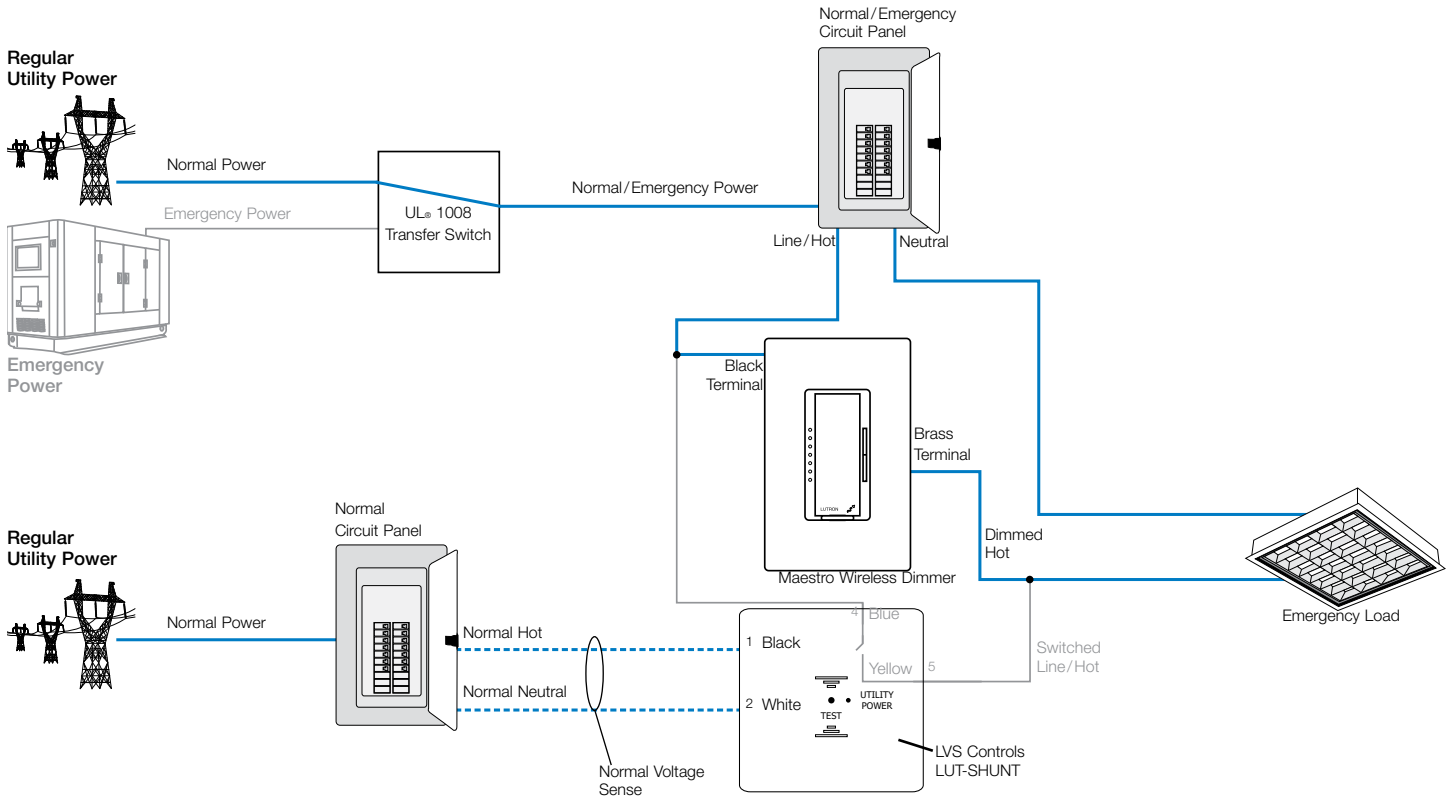 Normal/Emergency
Circuit Panel
Regular
Utility Power
Normal Power
Emergency Power
UL® 1008
Transfer Switch
Normal/Emergency Power
Line/Hot
Neutral
Emergency
Power
Black
Terminal
Brass
Terminal
LUTRON
Dimmed
Hot
Maestro Wireless Dimmer
Emergency Load
Normal
Circuit Panel
Regular
Utility Power
Normal Power
Normal Hot
Normal Neutral
Normal Voltage
Sense
4 Blue
1 Black
Yellow 5
Switched
Line/Hot
2 White
TEST
UTILITY
POWER
LVS Controls
LUT-SHUNT